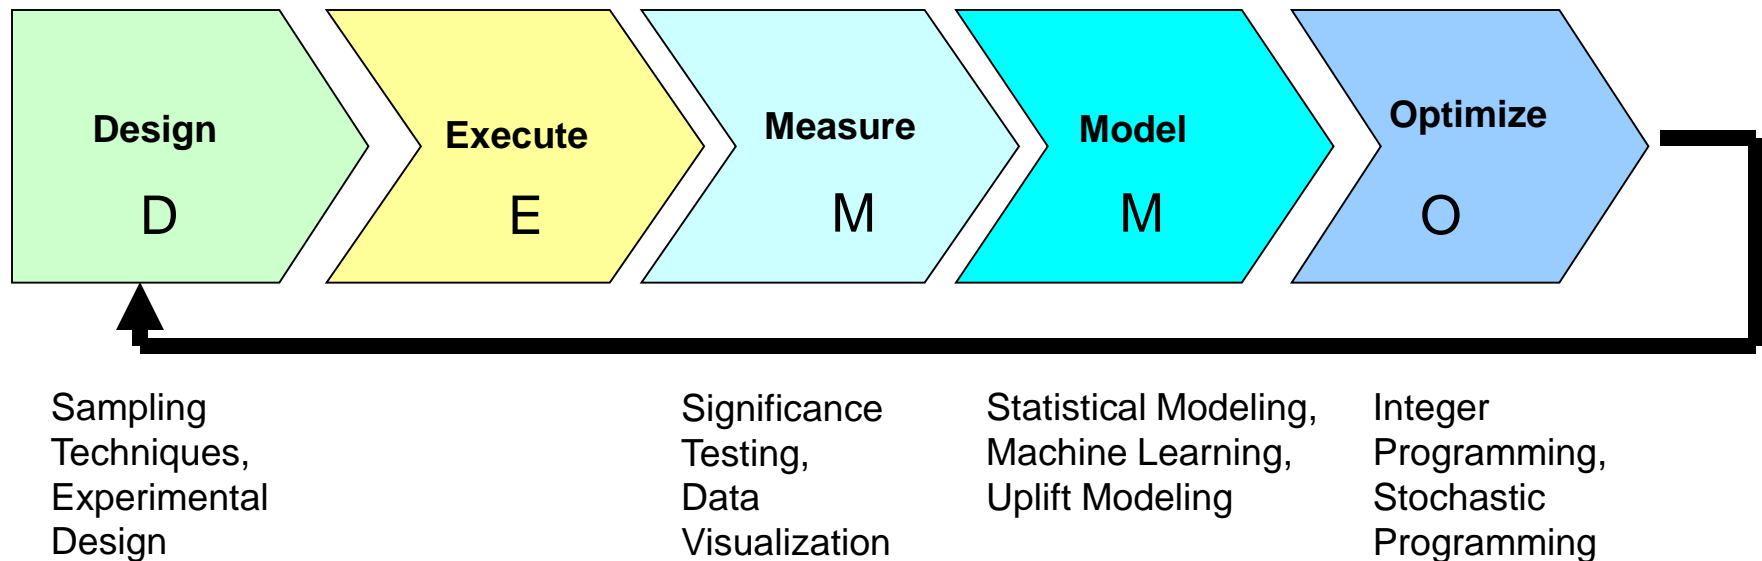 Design
D
Execute
E
Measure
M
Model
M
Optimize
O
Sampling
Techniques,
Experimental
Design
Significance
Testing,
Data
Visualization
Statistical Modeling,
Machine Learning,
Uplift Modeling
Integer
Programming,
Stochastic
Programming